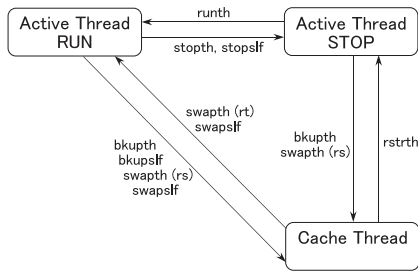 runth
Active Thread
RUN
Active Thread
STOP
stopth, stopslf
swapth (rt)
swapslf
bkupth
swapth (rs)
rstrth
bkupth
bkupslf
swapth (rs)
swapslf
Cache Thread